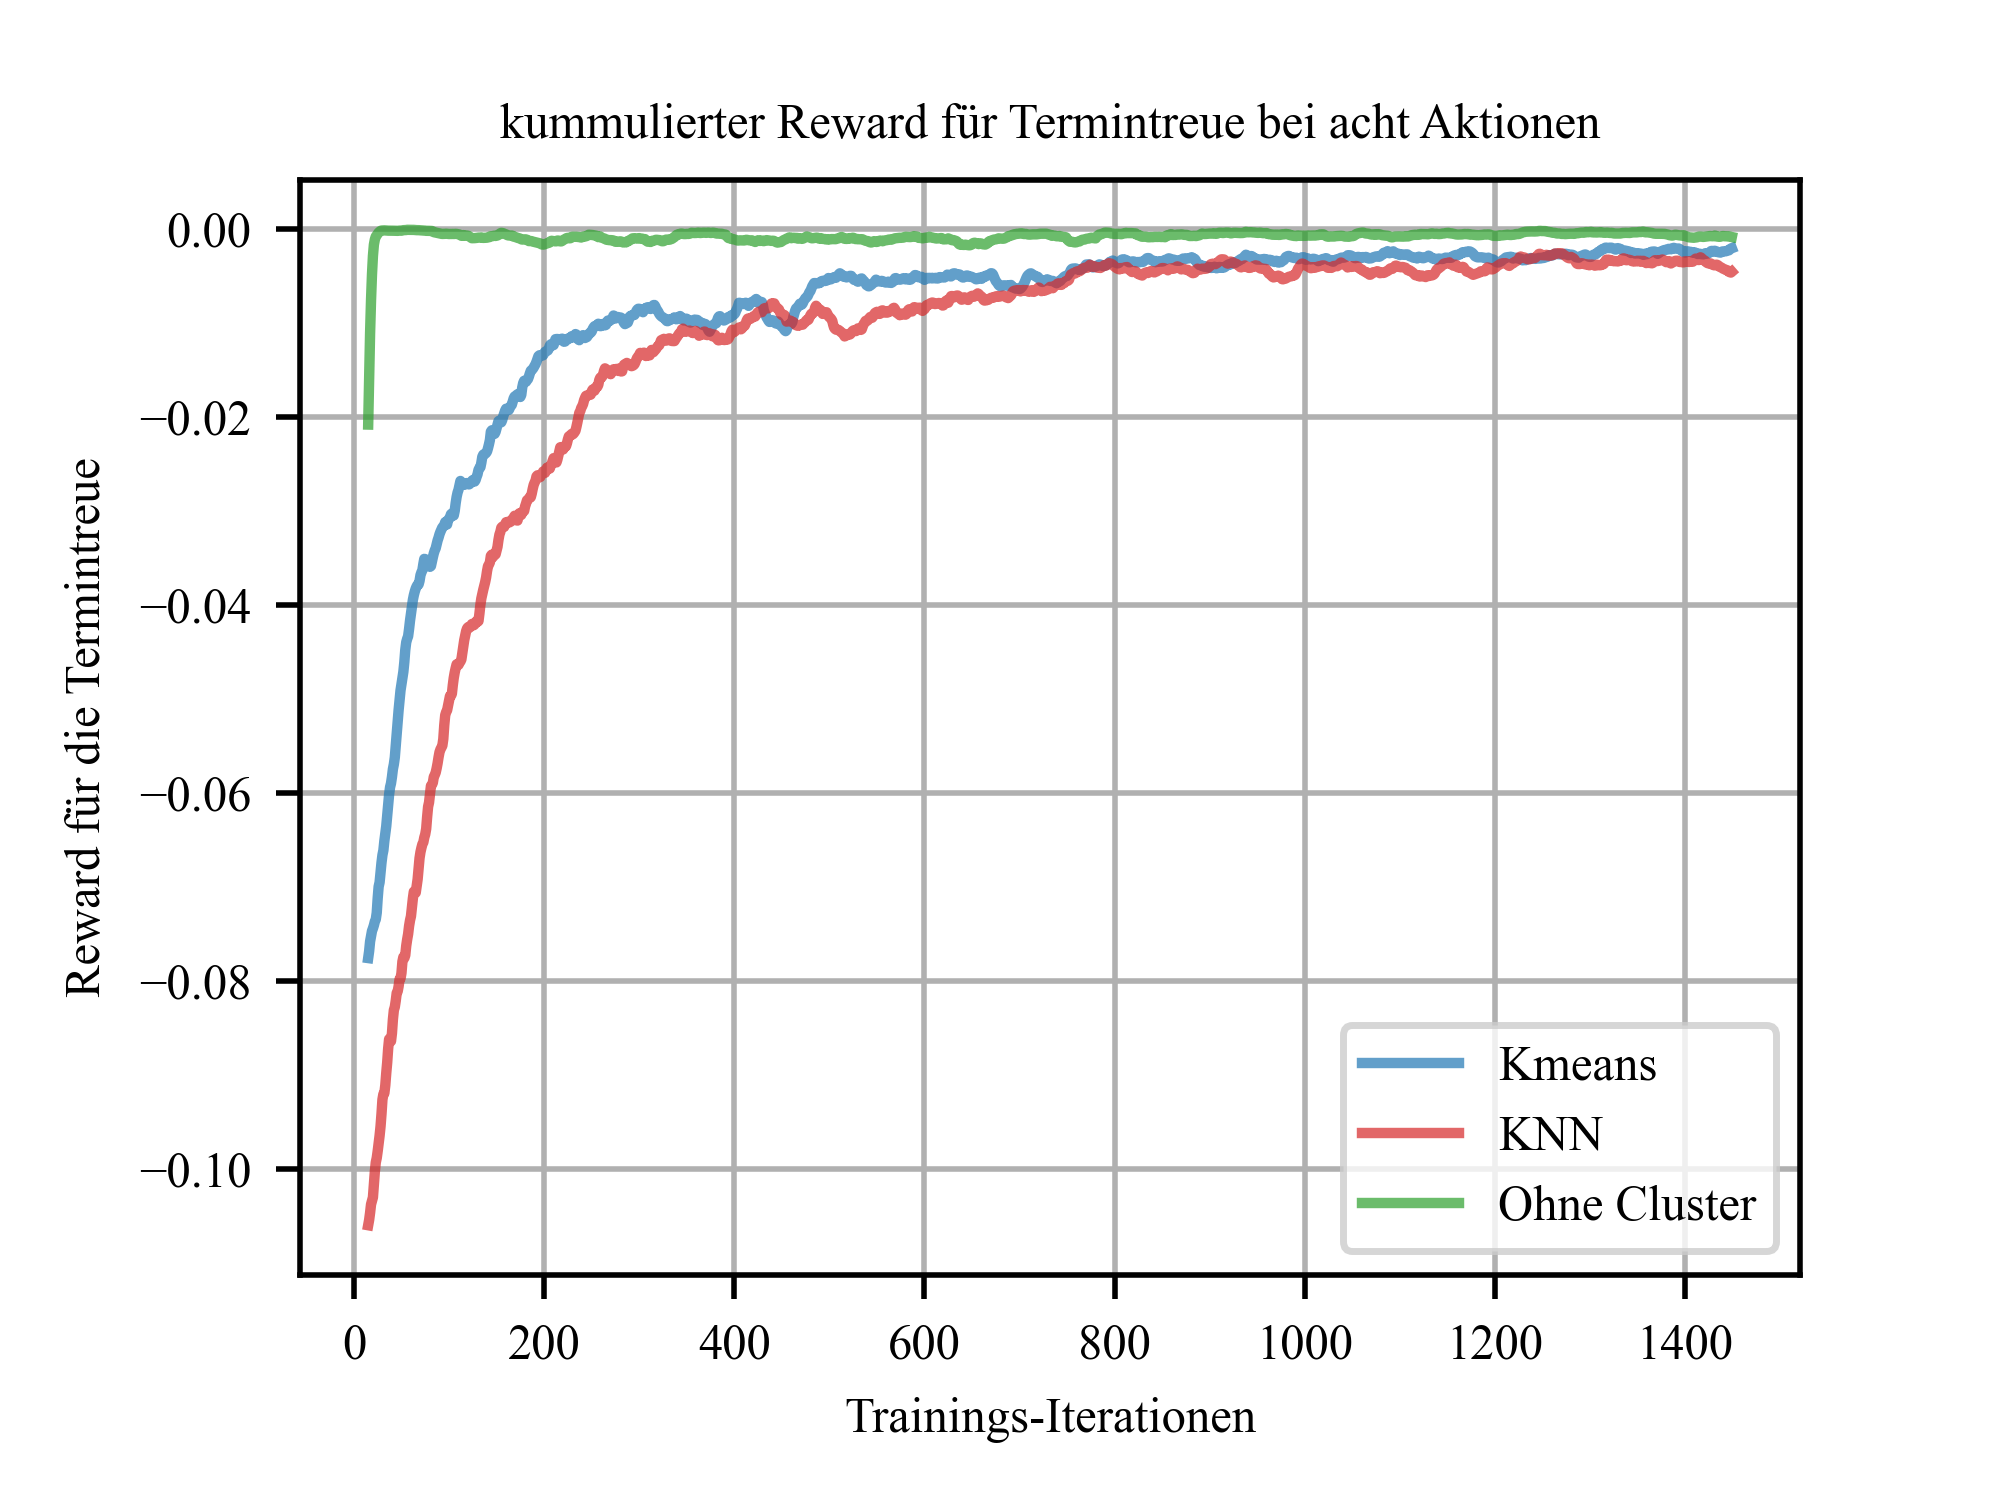 kummulierter Reward für Termintreue bei acht Aktionen
Reward für die Termintreue
0.00
−0.02
−0.04
−0.06
−0.08
−0.10
0
200
400
600
800
1000
1200
1400
Trainings-Iterationen
Kmeans
KNN
Ohne Cluster